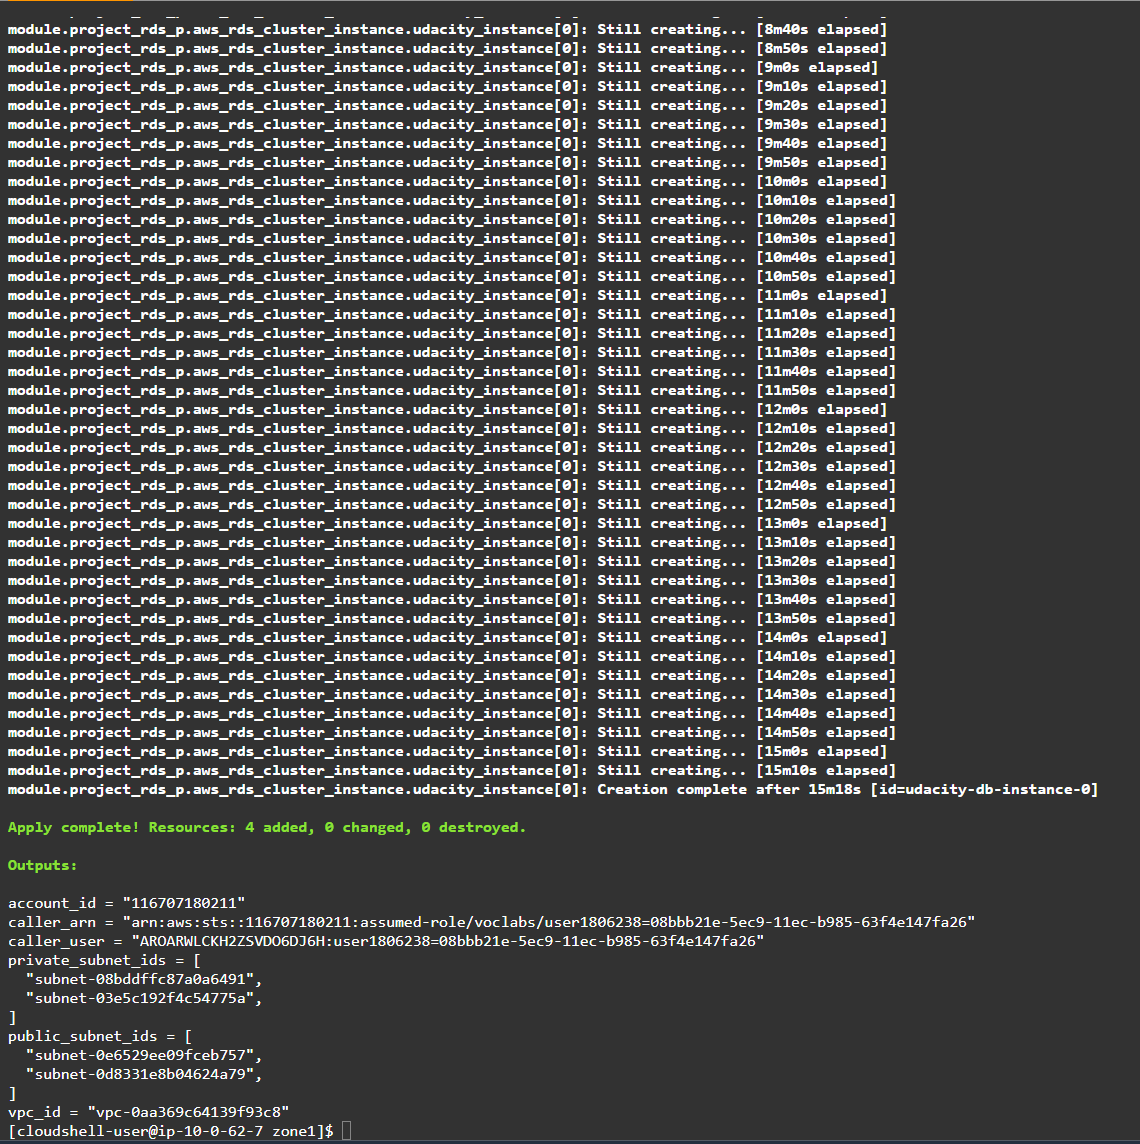 module.project_rds_p.aws_rds_cluster_instance.udacity_instance[0]: Still creating... [8m40s elapsed]
module.project_rds_p.aws_rds_cluster_instance.udacity_instance[0]: Still creating... [8m50s elapsed]
module.project_rds_p.aws_rds_cluster_instance.udacity_instance[0]: Still creating... [9m0s elapsed]
module.project_rds_p.aws_rds_cluster_instance.udacity_instance[0]: Still creating... [9m10s elapsed]
module.project_rds_p.aws_rds_cluster_instance.udacity_instance[0]: Still creating... [9m20s elapsed]
module.project_rds_p.aws_rds_cluster_instance.udacity_instance[0]: Still creating... [9m30s elapsed]
module.project_rds_p.aws_rds_cluster_instance.udacity_instance[0]: Still creating... [9m40s elapsed]
module.project_rds_p.aws_rds_cluster_instance.udacity_instance[0]: Still creating... [9m50s elapsed]
module.project_rds_p.aws_rds_cluster_instance.udacity_instance[0]: Still creating... [10m0s elapsed]
module.project_rds_p.aws_rds_cluster_instance.udacity_instance[0]: Still creating... [10m10s elapsed]
module.project_rds_p.aws_rds_cluster_instance.udacity_instance[0]: Still creating... [10m20s elapsed]
module.project_rds_p.aws_rds_cluster_instance.udacity_instance[0]: Still creating... [10m30s elapsed]
module.project_rds_p.aws_rds_cluster_instance.udacity_instance[0]: Still creating... [10m40s elapsed]
module.project_rds_p.aws_rds_cluster_instance.udacity_instance[0]: Still creating... [10m50s elapsed]
module.project_rds_p.aws_rds_cluster_instance.udacity_instance[0]: Still creating... [11m0s elapsed]
module.project_rds_p.aws_rds_cluster_instance.udacity_instance[0]: Still creating... [11m10s elapsed]
module.project_rds_p.aws_rds_cluster_instance.udacity_instance[0]: Still creating... [11m20s elapsed]
module.project_rds_p.aws_rds_cluster_instance.udacity_instance[0]: Still creating... [11m30s elapsed]
module.project_rds_p.aws_rds_cluster_instance.udacity_instance[0]: Still creating... [11m40s elapsed]
module.project_rds_p.aws_rds_cluster_instance.udacity_instance[0]: Still creating... [11m50s elapsed]
module.project_rds_p.aws_rds_cluster_instance.udacity_instance[0]: Still creating... [12m0s elapsed]
module.project_rds_p.aws_rds_cluster_instance.udacity_instance[0]: Still creating... [12m10s elapsed]
module.project_rds_p.aws_rds_cluster_instance.udacity_instance[0]: Still creating... [12m20s elapsed]
module.project_rds_p.aws_rds_cluster_instance.udacity_instance[0]: Still creating... [12m30s elapsed]
module.project_rds_p.aws_rds_cluster_instance.udacity_instance[0]: Still creating... [12m40s elapsed]
module.project_rds_p.aws_rds_cluster_instance.udacity_instance[0]: Still creating... [12m50s elapsed]
module.project_rds_p.aws_rds_cluster_instance.udacity_instance[0]: Still creating... [13m0s elapsed]
module.project_rds_p.aws_rds_cluster_instance.udacity_instance[0]: Still creating... [13m10s elapsed]
module.project_rds_p.aws_rds_cluster_instance.udacity_instance[0]: Still creating... [13m20s elapsed]
module.project_rds_p.aws_rds_cluster_instance.udacity_instance[0]: Still creating... [13m30s elapsed]
module.project_rds_p.aws_rds_cluster_instance.udacity_instance[0]: Still creating... [13m40s elapsed]
module.project_rds_p.aws_rds_cluster_instance.udacity_instance[0]: Still creating... [13m50s elapsed]
module.project_rds_p.aws_rds_cluster_instance.udacity_instance[0]: Still creating... [14m0s elapsed]
module.project_rds_p.aws_rds_cluster_instance.udacity_instance[0]: Still creating... [14m10s elapsed]
module.project_rds_p.aws_rds_cluster_instance.udacity_instance[0]: Still creating... [14m20s elapsed]
module.project_rds_p.aws_rds_cluster_instance.udacity_instance[0]: Still creating... [14m30s elapsed]
module.project_rds_p.aws_rds_cluster_instance.udacity_instance[0]: Still creating... [14m40s elapsed]
module.project_rds_p.aws_rds_cluster_instance.udacity_instance[0]: Still creating... [14m50s elapsed]
module.project_rds_p.aws_rds_cluster_instance.udacity_instance[0]: Still creating... [15m0s elapsed]
module.project_rds_p.aws_rds_cluster_instance.udacity_instance[0]: Still creating... [15m10s elapsed]
module.project_rds_p.aws_rds_cluster_instance.udacity_instance[0]: Creation complete after 15m18s [id=udacity-db-instance-0]
Apply complete! Resources: 4 added, 0 changed, 0 destroyed.
Outputs:
account_id = "116707180211"
caller_arn = "arn:aws:sts::116707180211:assumed-role/voclabs/user1806238=08bbb21e-5ec9-11ec-b985-63f4e147fa26"
caller_user = "AROARWLCKH2ZSVDO6DJ6H:user1806238=08bbb21e-5ec9-11ec-b985-63f4e147fa26"
private_subnet_ids = [
"subnet-08bddffc87a0a6491",
"subnet-03e5c192f4c54775a",
]
public_subnet_ids = [
"subnet-0e6529ee09fceb757",
"subnet-0d8331e8b04624a79",
]
vpc_id = "vpc-0aa369c64139f93c8"
[cloudshell-user@ip-10-0-62-7 zone1]$